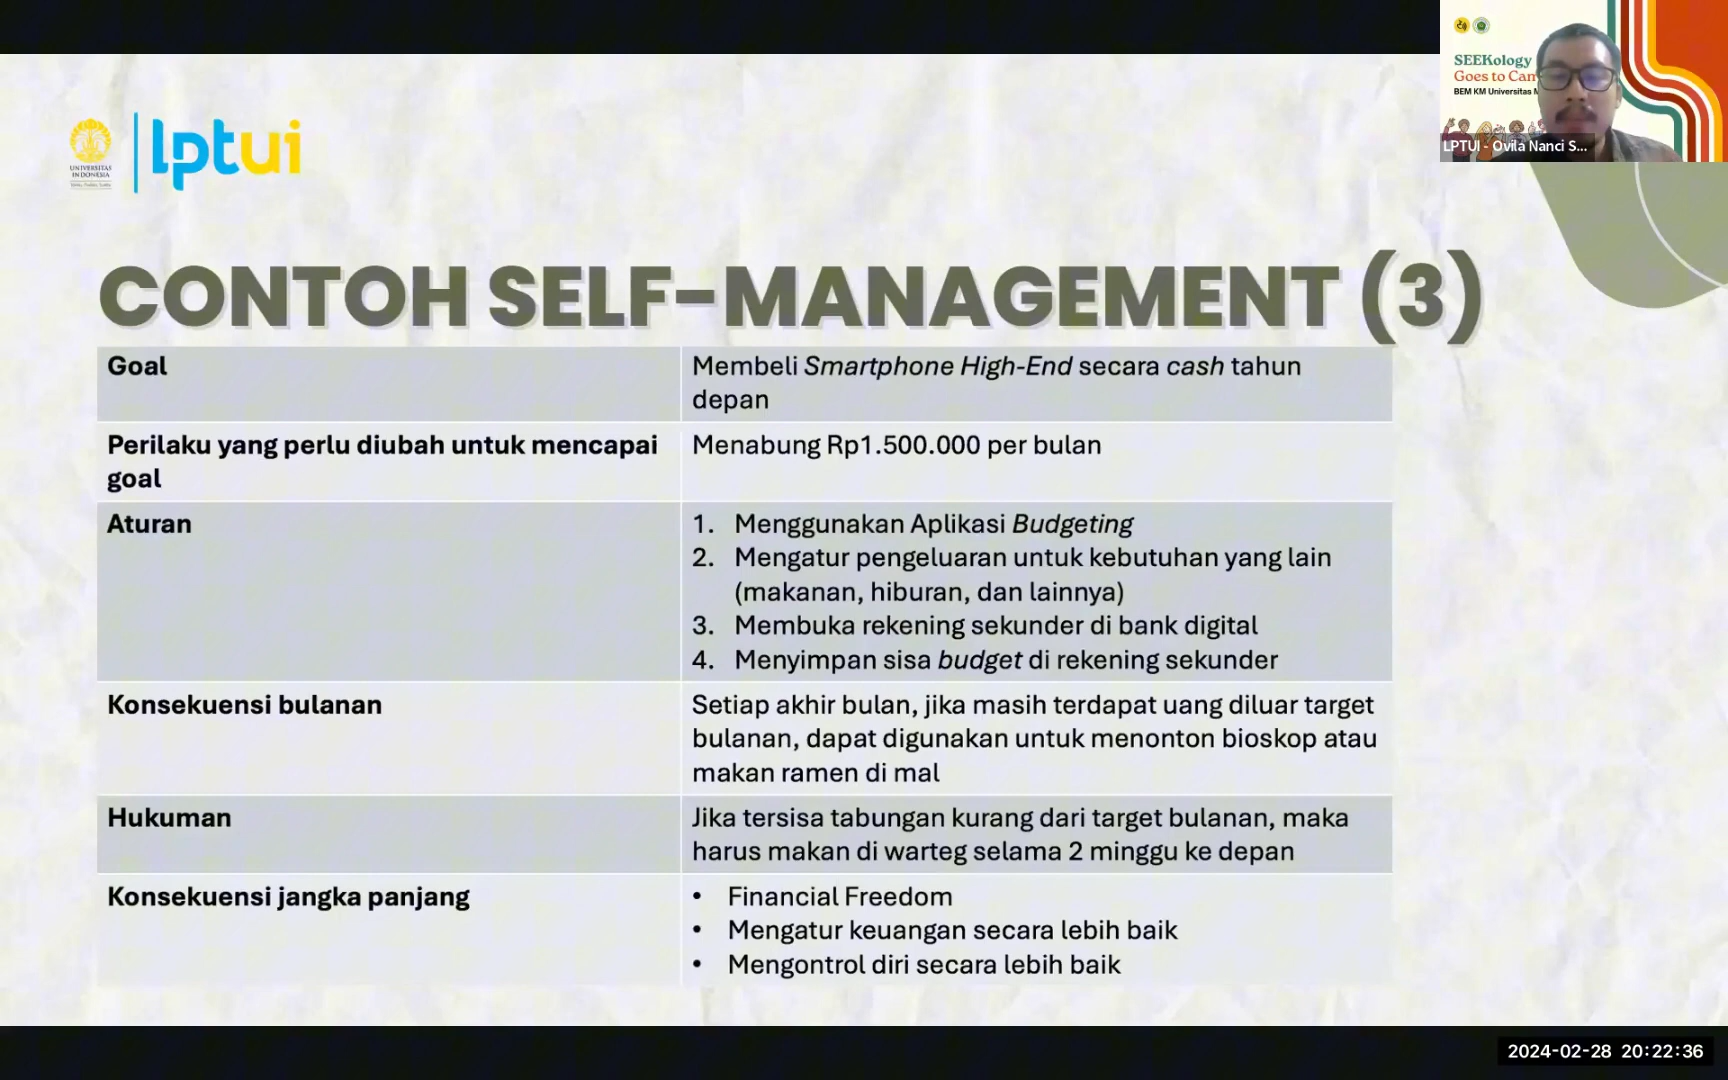 SEEKology
Goes to Cam
BEM KM Universitas M
LPTUI - Ovila Nanci S...
UNIVERSITAS
INDONESIA
lptui
CONTOH SELF-MANAGEMENT (3)
Goal
Membeli Smartphone High-End secara cash tahun
depan
Perilaku yang perlu diubah untuk mencapai
goal
Menabung Rp1.500.000 per bulan
Aturan
1. Menggunakan Aplikasi Budgeting
2. Mengatur pengeluaran untuk kebutuhan yang lain
(makanan, hiburan, dan lainnya)
3. Membuka rekening sekunder di bank digital
4. Menyimpan sisa budget di rekening sekunder
Konsekuensi bulanan
Setiap akhir bulan, jika masih terdapat uang diluar target
bulanan, dapat digunakan untuk menonton bioskop atau
makan ramen di mal
Hukuman
Jika tersisa tabungan kurang dari target bulanan, maka
harus makan di warteg selama 2 minggu ke depan
Konsekuensi jangka panjang
• Financial Freedom
• Mengatur keuangan secara lebih baik
• Mengontrol diri secara lebih baik
2024-02-28 20:22:36